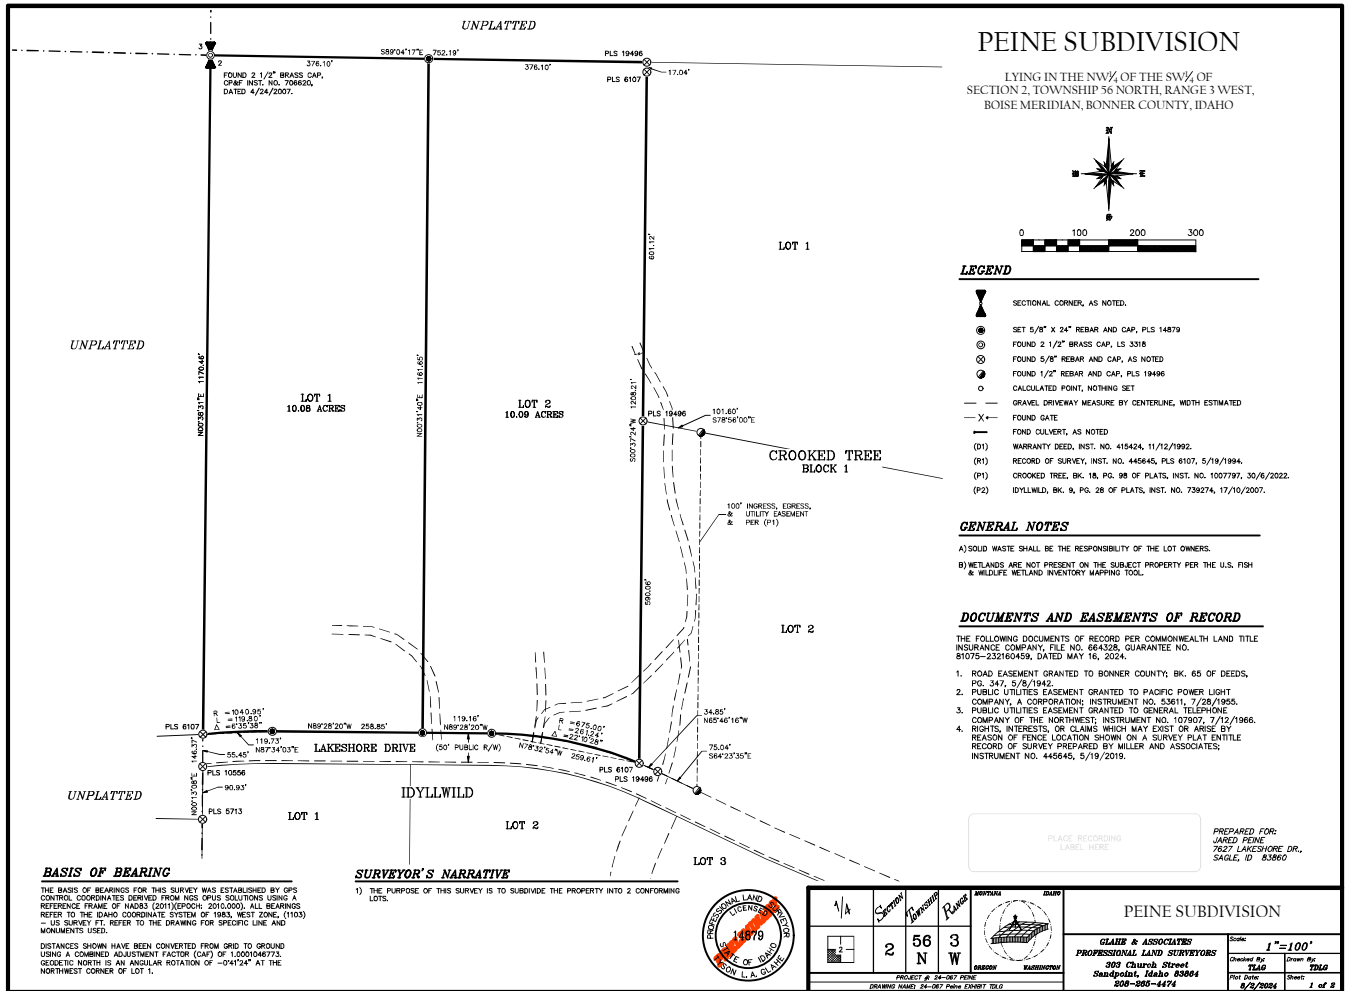 UNPLATTED
PEINE SUBDIVISION
LYING IN THE NW¼ OF THE SW¼ OF
SECTION 2, TOWNSHIP 56 NORTH, RANGE 3 WEST,
BOISE MERIDIAN, BONNER COUNTY, IDAHO
N
0 100 200 300
3
2
S89°04'17"E 752.19'
376.10'
376.10'
PLS 19496
PLS 6107
17.04'
FOUND 2 1/2" BRASS CAP,
CP&F INST. NO. 706620,
DATED 4/24/2007.
UNPLATTED
N00°38'31"E 1170.46'
LOT 1
10.08 ACRES
N00°31'40"E 1161.65'
LOT 2
10.09 ACRES
601.12'
S00°37'24"W 1208.21'
590.06'
LOT 1
PLS 19496
101.60'
S78°56'00"E
CROOKED TREE
BLOCK 1
100' INGRESS, EGRESS,
& UTILITY EASEMENT
& PER (P1)
LOT 2
LEGEND
SECTIONAL CORNER, AS NOTED.
SET 5/8" X 24" REBAR AND CAP, PLS 14879
FOUND 2 1/2" BRASS CAP, LS 3318
FOUND 5/8" REBAR AND CAP, AS NOTED
FOUND 1/2" REBAR AND CAP, PLS 19496
CALCULATED POINT, NOTHING SET
GRAVEL DRIVEWAY MEASURE BY CENTERLINE, WIDTH ESTIMATED
X FOUND GATE
FOND CULVERT, AS NOTED
(D1) WARRANTY DEED, INST. NO. 415424, 11/12/1992.
(R1) RECORD OF SURVEY, INST. NO. 445645, PLS 6107, 5/19/1994.
(P1) CROOKED TREE, BK. 18, PG. 98 OF PLATS, INST. NO. 1007797, 30/6/2022.
(P2) IDYLLWILD, BK. 9, PG. 28 OF PLATS, INST. NO. 739274, 17/10/2007.
GENERAL NOTES
A) SOLID WASTE SHALL BE THE RESPONSIBILITY OF THE LOT OWNERS.
B) WETLANDS ARE NOT PRESENT ON THE SUBJECT PROPERTY PER THE U.S. FISH
& WILDLIFE WETLAND INVENTORY MAPPING TOOL.
DOCUMENTS AND EASEMENTS OF RECORD
THE FOLLOWING DOCUMENTS OF RECORD PER COMMONWEALTH LAND TITLE
INSURANCE COMPANY, FILE NO. 664328, GUARANTEE NO.
81075-232160459, DATED MAY 16, 2024.
1. ROAD EASEMENT GRANTED TO BONNER COUNTY; BK. 65 OF DEEDS,
PG. 347, 5/8/1942.
2. PUBLIC UTILITIES EASEMENT GRANTED TO PACIFIC POWER LIGHT
COMPANY, A CORPORATION; INSTRUMENT NO. 53611, 7/28/1955.
3. PUBLIC UTILITIES EASEMENT GRANTED TO GENERAL TELEPHONE
COMPANY OF THE NORTHWEST; INSTRUMENT NO. 107907, 7/12/1966.
4. RIGHTS, INTERESTS, OR CLAIMS WHICH MAY EXIST OR ARISE BY
REASON OF FENCE LOCATION SHOWN ON A SURVEY PLAT ENTITLE
RECORD OF SURVEY PREPARED BY MILLER AND ASSOCIATES;
INSTRUMENT NO. 445645, 5/19/2019.
PLS 6107
R =1040.95'
L =119.80'
Δ =6°35'38"
119.73'
N87°34'03"E
N89°28'20"W 258.85'
119.16'
N89°28'20"W
R =675.00'
L =261.24'
Δ =22°10'28"
N78°32'54"W 259.61'
LAKESHORE DRIVE
(50' PUBLIC R/W)
34.85'
N65°46'16"W
75.04'
S64°23'35"E
PLS 6107
PLS 19496
146.37'
N00°13'08"E
55.45'
PLS 10556
90.93'
PLS 5713
UNPLATTED
IDYLLWILD
LOT 1
LOT 2
LOT 3
PLACE RECORDING
LABEL HERE
PREPARED FOR:
JARED PEINE
7627 LAKESHORE DR.,
SAGLE, ID 83860
BASIS OF BEARING
THE BASIS OF BEARINGS FOR THIS SURVEY WAS ESTABLISHED BY GPS
CONTROL COORDINATES DERIVED FROM NGS OPUS SOLUTIONS USING A
REFERENCE FRAME OF NAD83 (2011)(EPOCH: 2010.000). ALL BEARINGS
REFER TO THE IDAHO COORDINATE SYSTEM OF 1983, WEST ZONE, (1103)
- US SURVEY FT. REFER TO THE DRAWING FOR SPECIFIC LINE AND
MONUMENTS USED.
DISTANCES SHOWN HAVE BEEN CONVERTED FROM GRID TO GROUND
USING A COMBINED ADJUSTMENT FACTOR (CAF) OF 1.0001046773.
GEODETIC NORTH IS AN ANGULAR ROTATION OF -0°41'24" AT THE
NORTHWEST CORNER OF LOT 1.
SURVEYOR'S NARRATIVE
1) THE PURPOSE OF THIS SURVEY IS TO SUBDIVIDE THE PROPERTY INTO 2 CONFORMING
LOTS.
PROFESSIONAL LAND SURVEYOR
LICENSED
14879
STATE OF IDAHO
TYSON L. A. GLAHE
1/4 SECTION TOWNSHIP RANGE
2
2 56 N 3 W
MONTANA IDAHO
OREGON WASHINGTON
PROJECT #: 24-067 PEINE
DRAWING NAME: 24-067 Peine EXHIBIT TDLG
PEINE SUBDIVISION
GLAHE & ASSOCIATES
PROFESSIONAL LAND SURVEYORS
303 Church Street
Sandpoint, Idaho 83864
208-265-4474
Scale:
1"=100'
Checked By: TLAG
Drawn By: TDLG
Plot Date: 8/2/2024
Sheet: 1 of 2